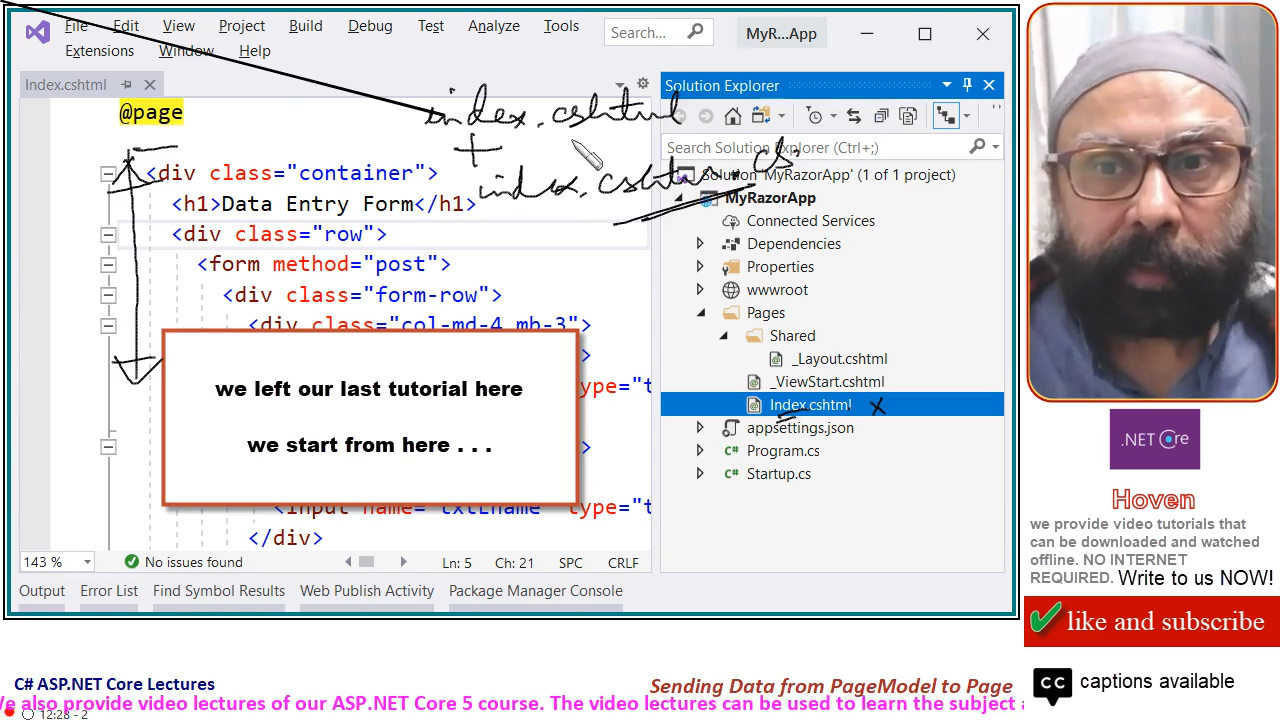 File Edit View Project Build Debug Test Analyze Tools
Search...
MyR...App
Extensions Window Help
Index.cshtml
@page
<div class="container">
<h1>Data Entry Form</h1>
<div class="row">
<form method="post">
<div class="form-row">
<div class="col-md-4 mb-3">
>
type="t
>
<input name="txtLname" type="t
</div>
index.cshtml
+
index.cshtml.cs
we left our last tutorial here
we start from here . . .
143 %
No issues found
Ln: 5 Ch: 21 SPC CRLF
Output Error List Find Symbol Results Web Publish Activity Package Manager Console
Solution Explorer
Search Solution Explorer (Ctrl+;)
Solution 'MyRazorApp' (1 of 1 project)
MyRazorApp
Connected Services
Dependencies
Properties
wwwroot
Pages
Shared
_Layout.cshtml
_ViewStart.cshtml
Index.cshtml
appsettings.json
C# Program.cs
C# Startup.cs
.NET Core
Hoven
we provide video tutorials that
can be downloaded and watched
offline. NO INTERNET
REQUIRED. Write to us NOW!
like and subscribe
CC captions available
C# ASP.NET Core Lectures
Sending Data from PageModel to Page
We also provide video lectures of our ASP.NET Core 5 course. The video lectures can be used to learn the subject a
12:28 - 2